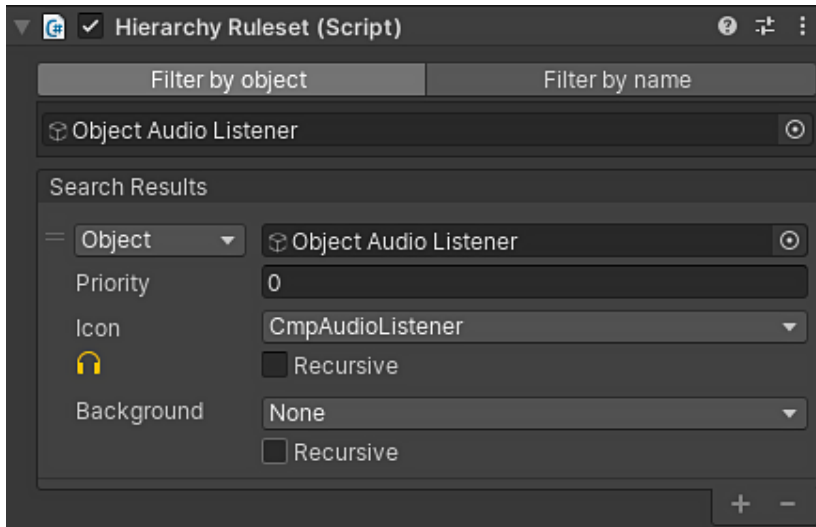 Hierarchy Ruleset (Script)
Filter by object Filter by name
Object Audio Listener
Search Results
Object Object Audio Listener
Priority 0
Icon CmpAudioListener
Recursive
Background None
Recursive